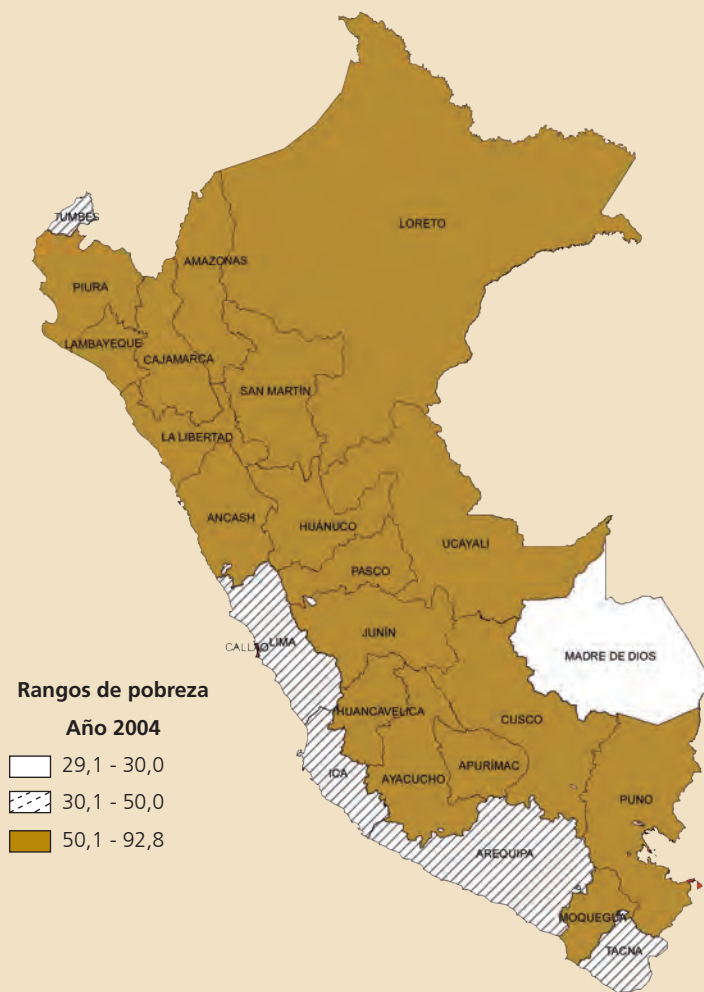 LORETO
TUMBES
AMAZONAS
PIURA
LAMBAYEQUE
CAJAMARCA
SAN MARTÍN
LA LIBERTAD
ANCASH
HUÁNUCO
UCAYALI
PASCO
JUNÍN
LIMA
CALLAO
MADRE DE DIOS
HUANCAVELICA
CUSCO
ICA
AYACUCHO
APURÍMAC
PUNO
AREQUIPA
MOQUEGUA
TACNA
Rangos de pobreza
Año 2004
29,1 - 30,0
30,1 - 50,0
50,1 - 92,8